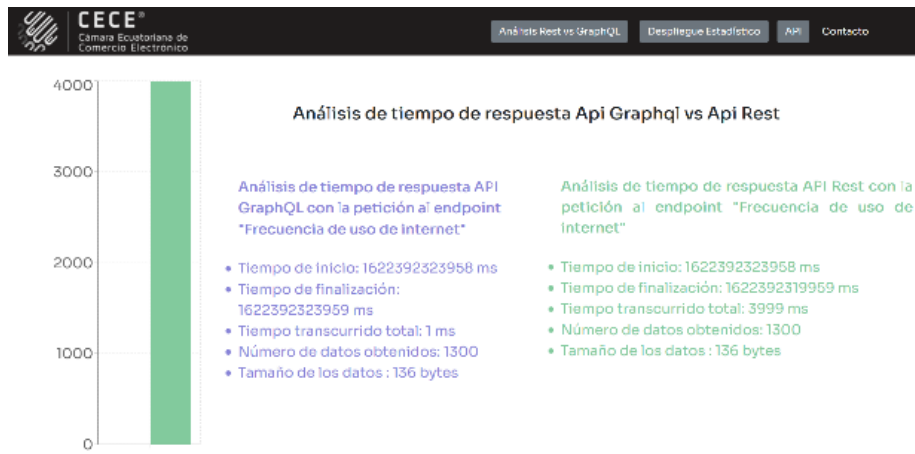 CECE®
Cámara Ecuatoriana de
Comercio Electrónico
Análisis Rest vs GraphQL
Despliegue Estadístico
API
Contacto
4000
3000
2000
1000
0
Análisis de tiempo de respuesta Api Graphql vs Api Rest
Análisis de tiempo de respuesta API
GraphQL con la petición al endpoint
"Frecuencia de uso de internet"
• Tiempo de inicio: 1622392323958 ms
• Tiempo de finalización:
1622392323959 ms
• Tiempo transcurrido total: 1 ms
• Número de datos obtenidos: 1300
• Tamaño de los datos : 136 bytes
Análisis de tiempo de respuesta API Rest con la
petición al endpoint "Frecuencia de uso de
internet"
• Tiempo de inicio: 1622392323958 ms
• Tiempo de finalización: 1622392319959 ms
• Tiempo transcurrido total: 3999 ms
• Número de datos obtenidos: 1300
• Tamaño de los datos : 136 bytes